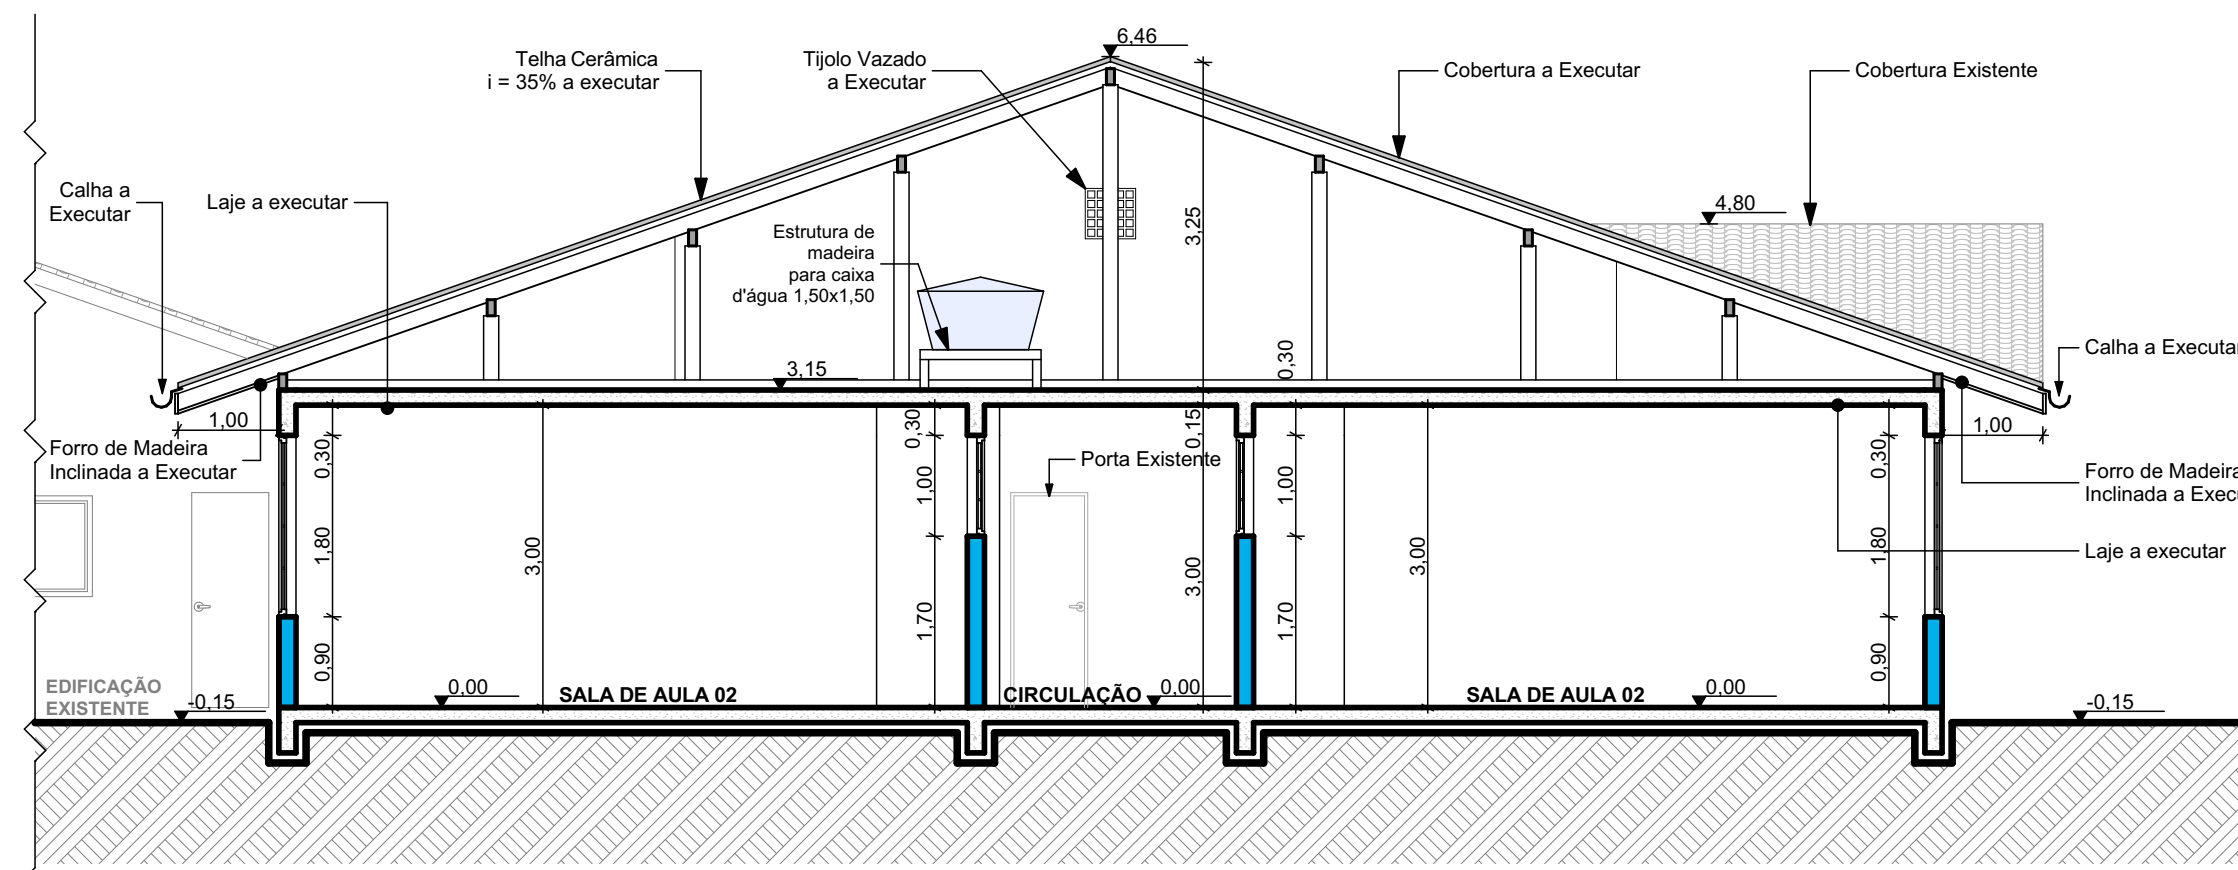 6,46
Telha Cerâmica
i = 35% a executar
Tijolo Vazado
a Executar
Cobertura a Executar
Cobertura Existente
Calha a
Executar
Laje a executar
4,80
3,25
Estrutura de
madeira
para caixa
d'água 1,50x1,50
3,15
0,30
Calha a Executar
1,00
0,30
0,15
1,00
Forro de Madeira
Inclinada a Executar
0,30
1,00
Porta Existente
1,00
0,30
Forro de Madeira
Inclinada a Execu
1,80
3,00
3,00
3,00
1,80
Laje a executar
1,70
1,70
0,90
0,90
EDIFICAÇÃO
EXISTENTE
-0,15
0,00
SALA DE AULA 02
CIRCULAÇÃO
0,00
SALA DE AULA 02
0,00
-0,15